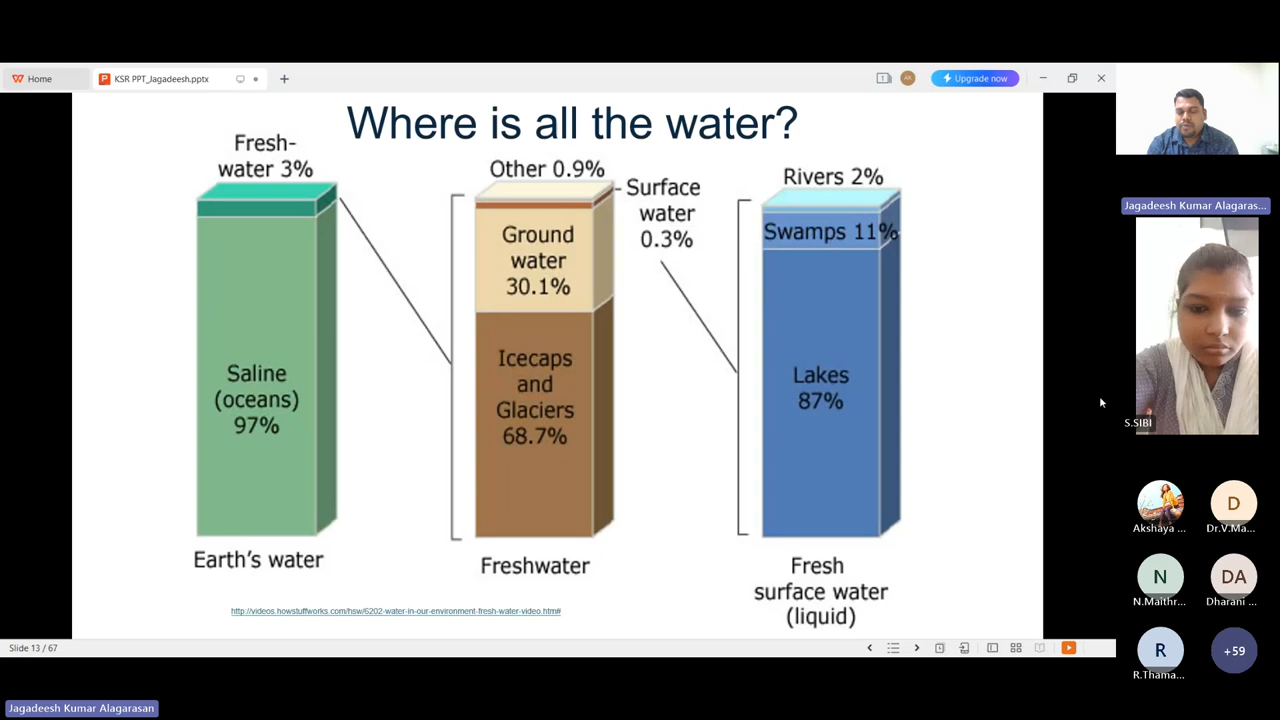 Home
KSR PPT_Jagadeesh.pptx
1
AK
Upgrade now
Where is all the water?
Fresh-
water 3%
Saline
(oceans)
97%
Earth's water
Other 0.9%
Surface
water
0.3%
Ground
water
30.1%
Icecaps
and
Glaciers
68.7%
Freshwater
Rivers 2%
Swamps 11%
Lakes
87%
Fresh
surface water
(liquid)
http://videos.howstuffworks.com/hsw/6202-water-in-our-environment-fresh-water-video.htm#
Slide 13 / 67
Jagadeesh Kumar Alagaras...
S.SIBI
Akshaya ...
D
Dr.V.Ma...
N
N.Maithr...
DA
Dharani ...
R
R.Thama...
+59
Jagadeesh Kumar Alagarasan